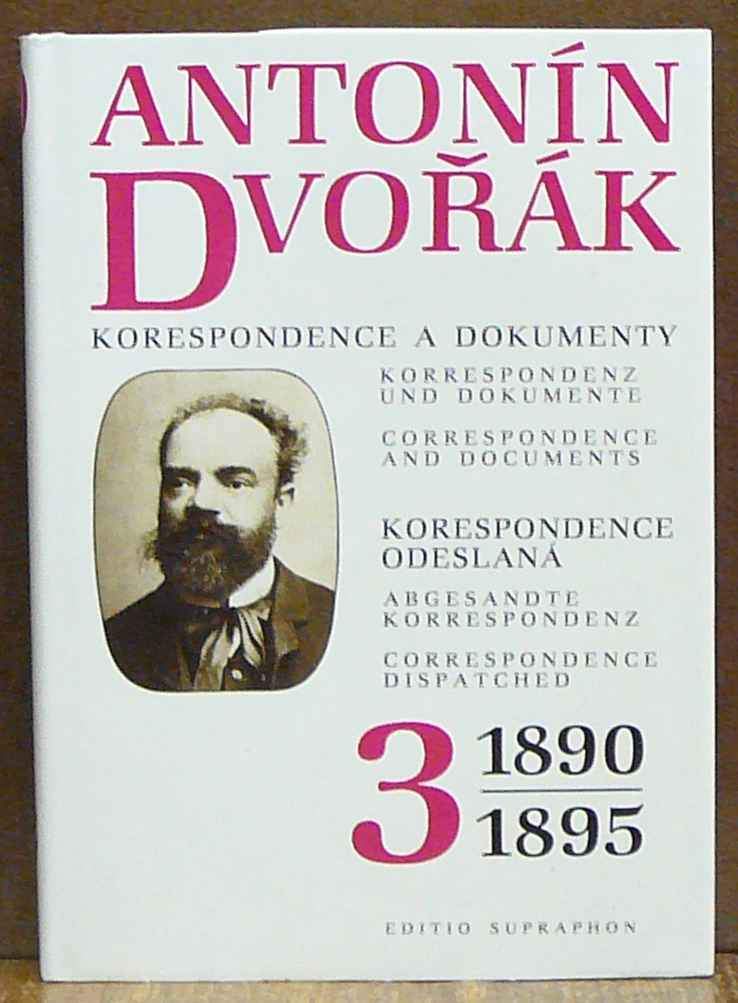 ANTONÍN
DVOŘÁK
KORESPONDENCE A DOKUMENTY
KORRESPONDENZ
UND DOKUMENTE
CORRESPONDENCE
AND DOCUMENTS
KORESPONDENCE
ODESLANÁ
ABGESANDTE
KORRESPONDENZ
CORRESPONDENCE
DISPATCHED
3 1890
1895
EDITIO SUPRAPHON